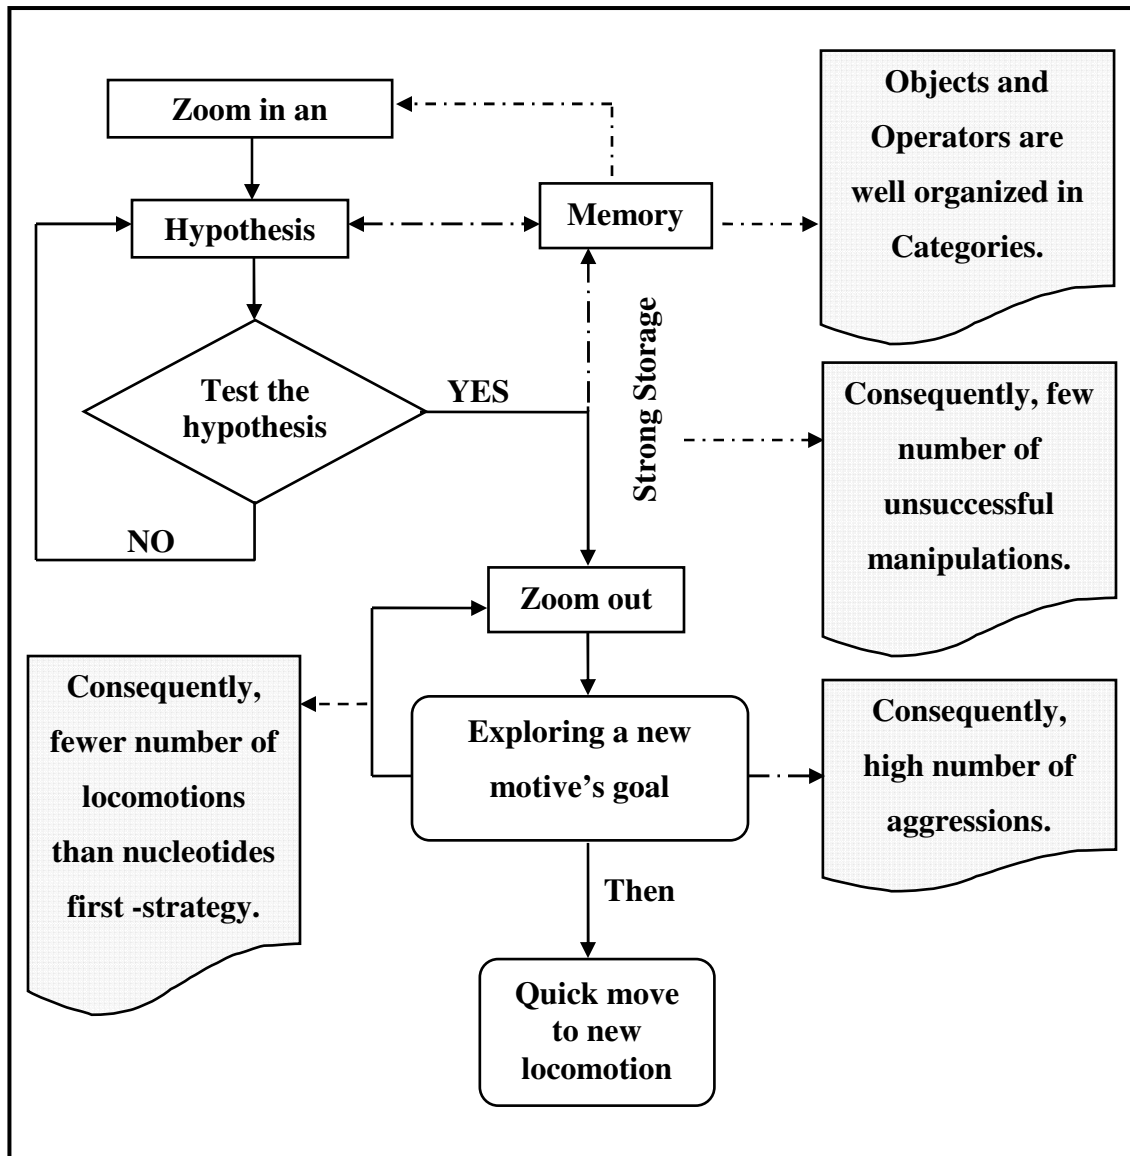 Zoom in an
Objects and
Operators are
well organized in
Categories.
Hypothesis
Memory
Strong Storage
Test the
hypothesis
YES
NO
Consequently, few
number of
unsuccessful
manipulations.
Zoom out
Consequently,
fewer number of
locomotions
than nucleotides
first -strategy.
Exploring a new
motive’s goal
Consequently,
high number of
aggressions.
Then
Quick move
to new
locomotion